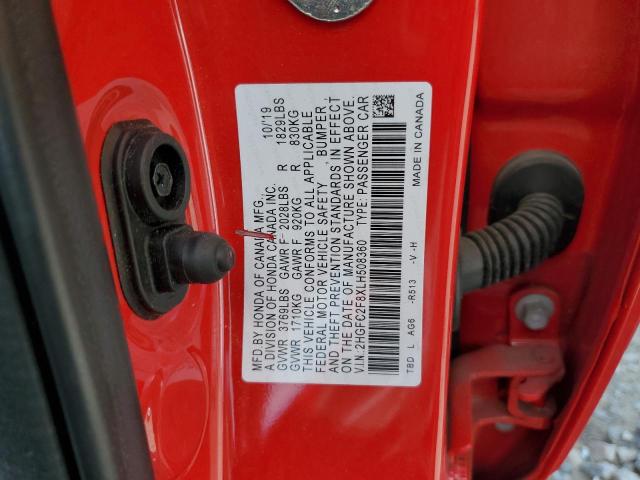 MFD.BY HONDA OF CANADA MFG., 10/19
A DIVISION OF HONDA CANADA INC.
GVWR 3769LBS GAWR F 2028LBS R 1829LBS
GVWR 1710KG GAWR F 920KG R 830KG
THIS VEHICLE CONFORMS TO ALL APPLICABLE
FEDERAL MOTOR VEHICLE SAFETY , BUMPER ,
AND THEFT PREVENTION STANDARDS IN EFFECT
ON THE DATE OF MANUFACTURE SHOWN ABOVE.
V.I.N.:2HGFC2F8XLH508360 TYPE: PASSENGER CAR
TBD L AG6 -R513 -V -H
MADE IN CANADA